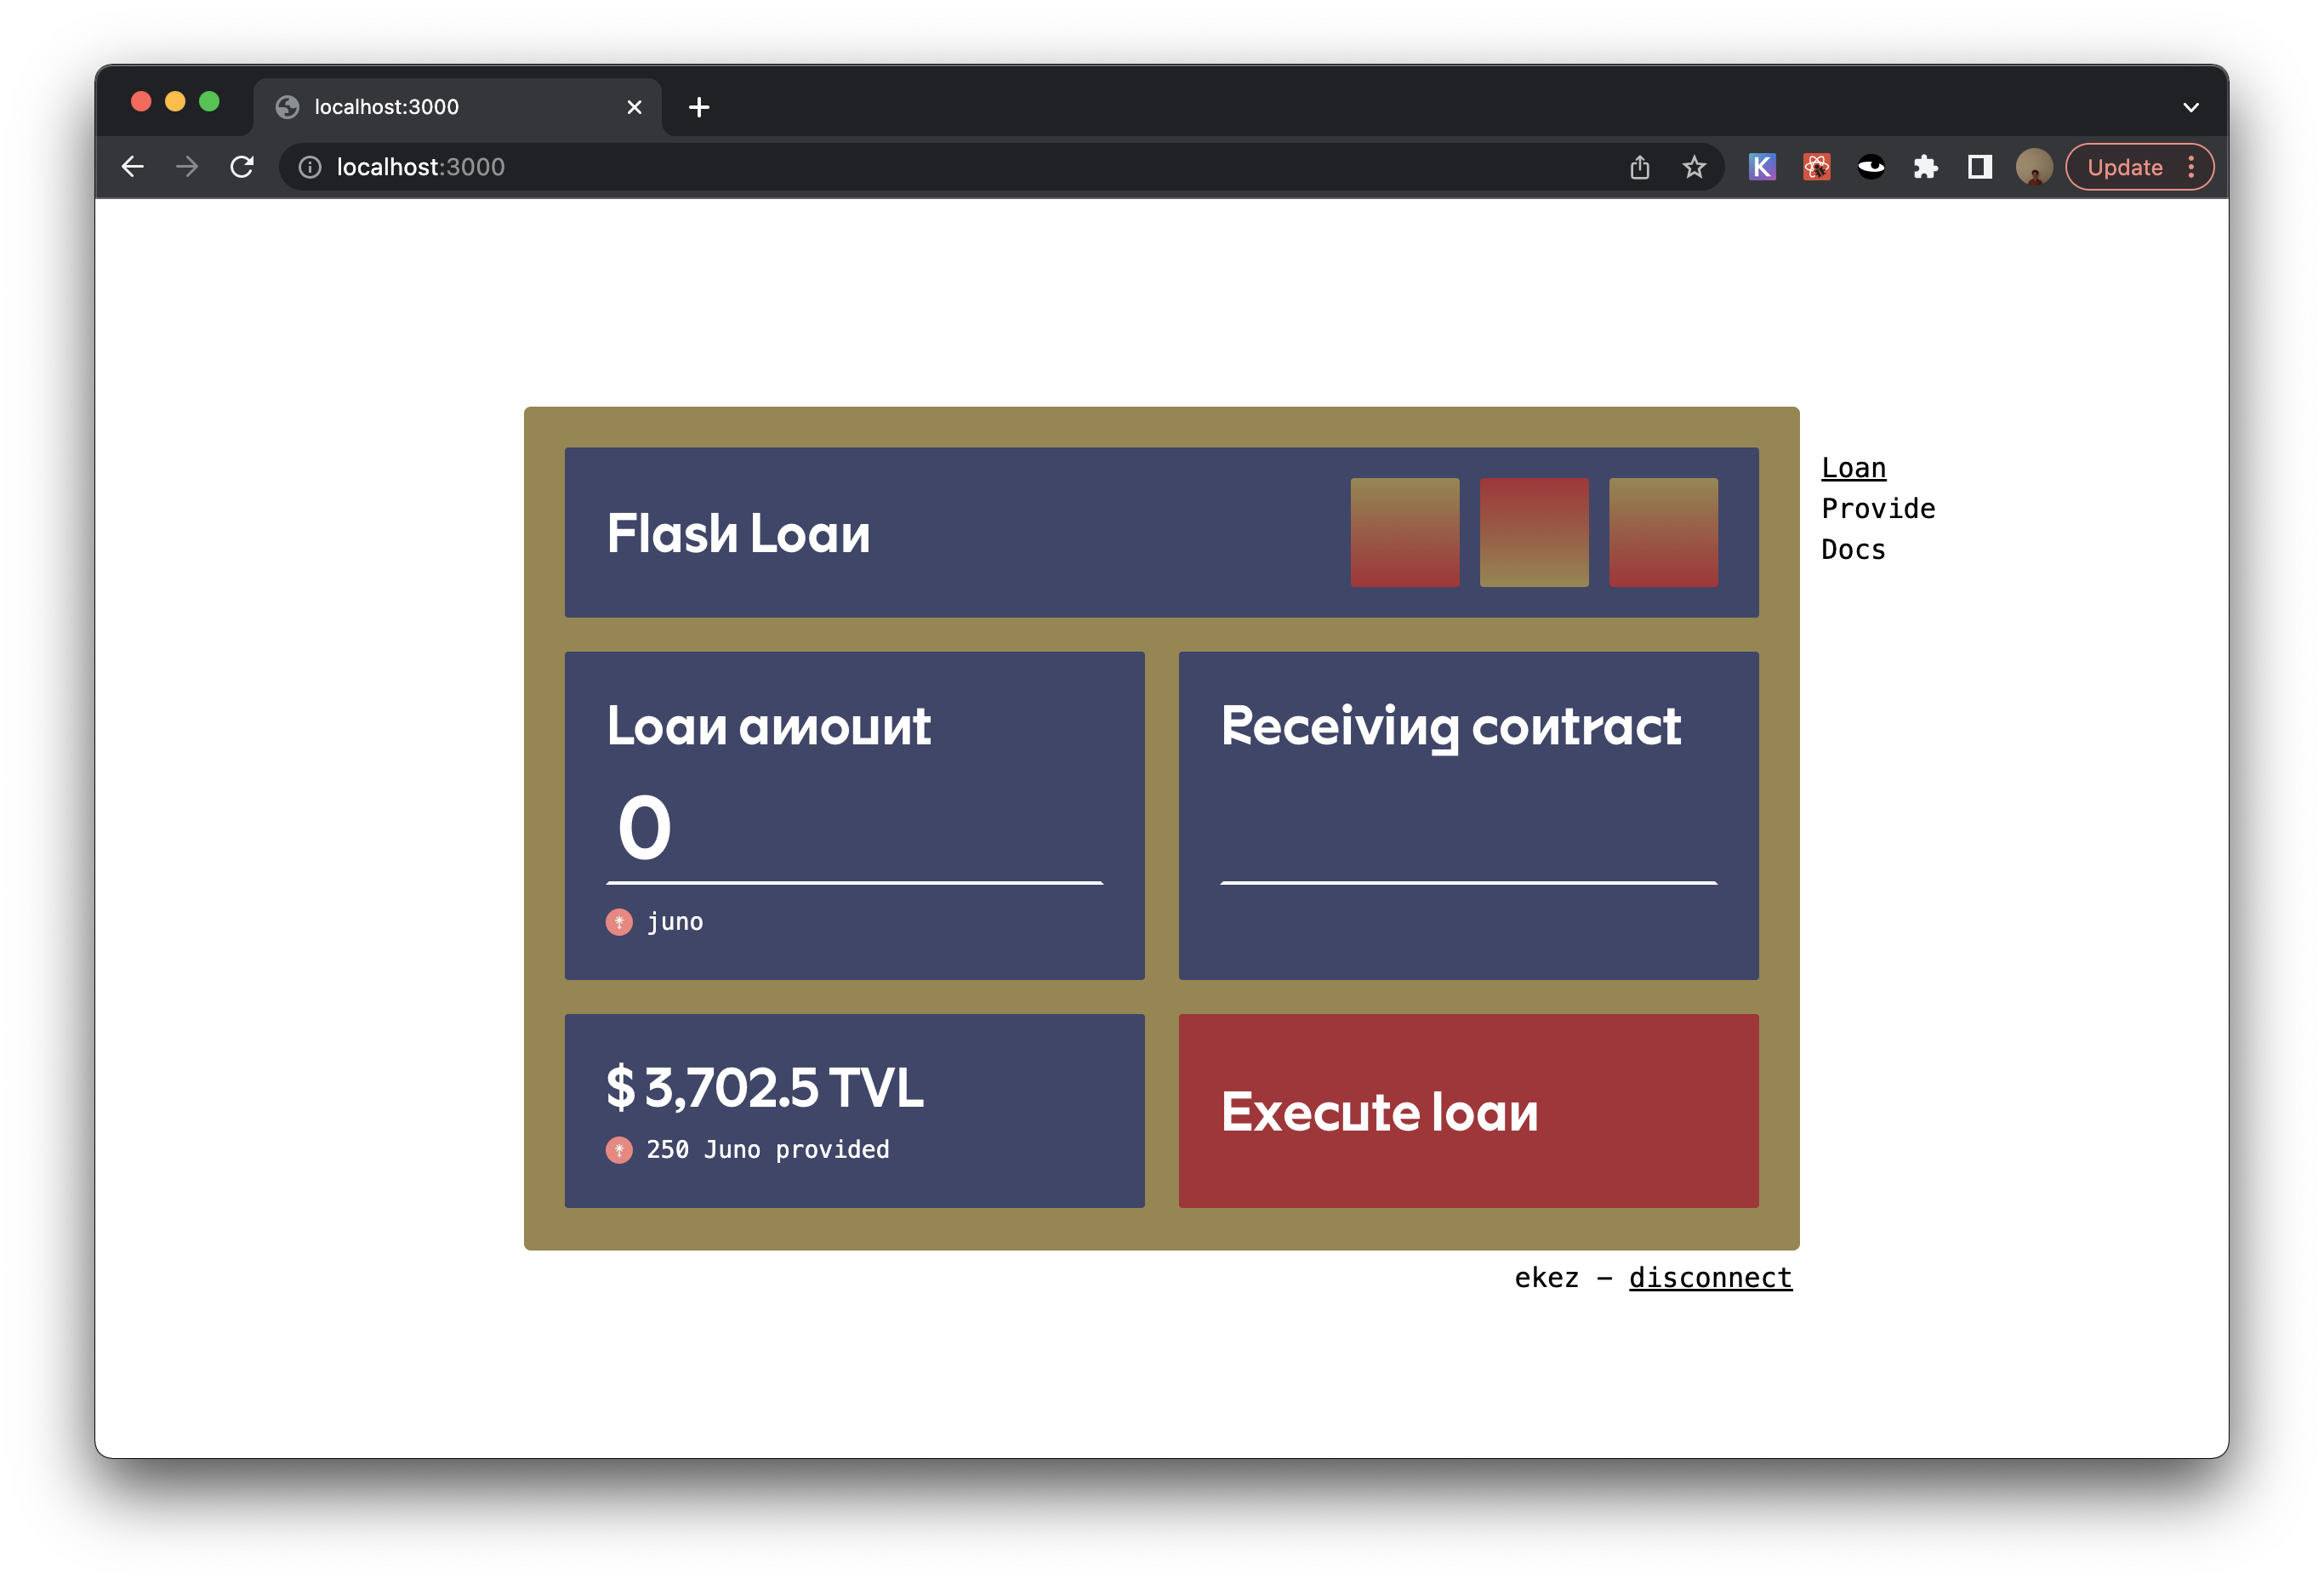 localhost:3000
localhost:3000
K
Update
Flash Loan
Loan
Provide
Docs
Loan amount
0
juno
Receiving contract
$ 3,702.5 TVL
250 Juno provided
Execute loan
ekez – disconnect